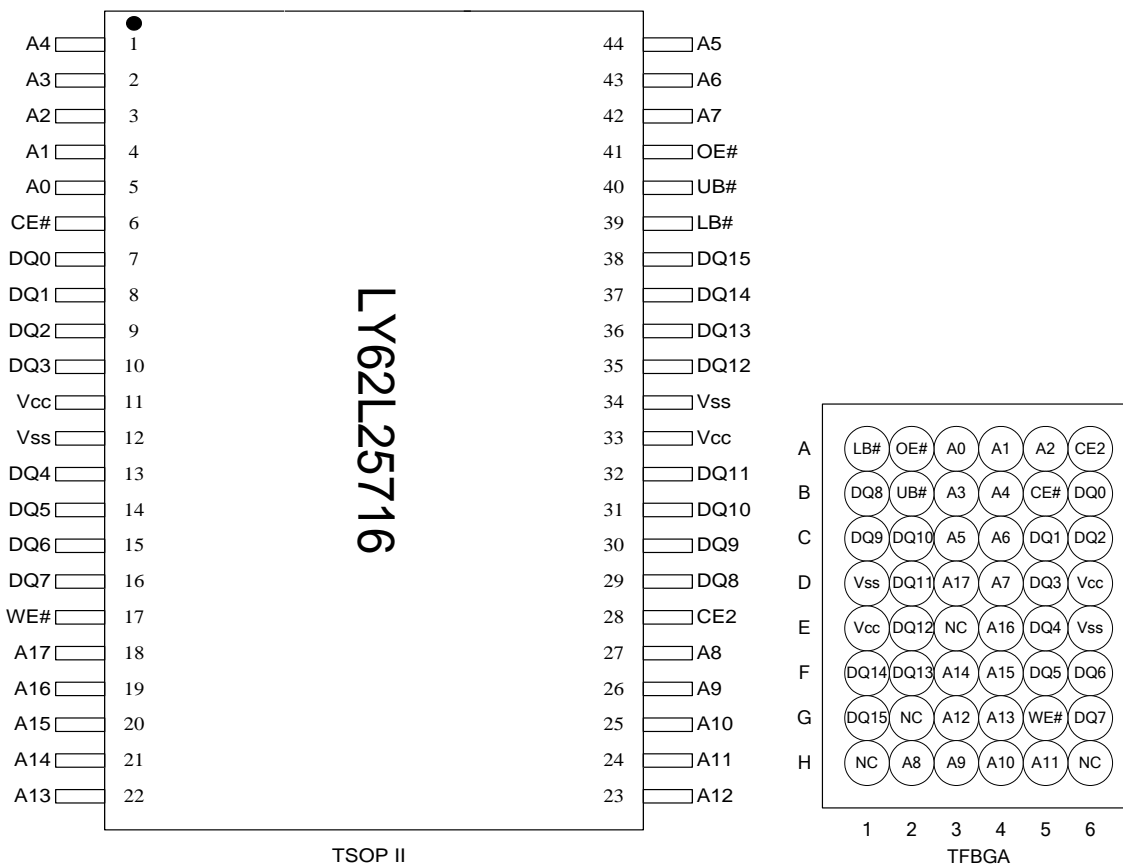 A4 1 44 A5
A3 2 43 A6
A2 3 42 A7
A1 4 41 OE#
A0 5 40 UB#
CE# 6 39 LB#
DQ0 7 38 DQ15
DQ1 8 37 DQ14
DQ2 9 36 DQ13
DQ3 10 35 DQ12
Vcc 11 34 Vss
Vss 12 33 Vcc
DQ4 13 32 DQ11
DQ5 14 31 DQ10
DQ6 15 30 DQ9
DQ7 16 29 DQ8
WE# 17 28 CE2
A17 18 27 A8
A16 19 26 A9
A15 20 25 A10
A14 21 24 A11
A13 22 23 A12
LY62L25716
TSOP II
A LB# OE# A0 A1 A2 CE2
B DQ8 UB# A3 A4 CE# DQ0
C DQ9 DQ10 A5 A6 DQ1 DQ2
D Vss DQ11 A17 A7 DQ3 Vcc
E Vcc DQ12 NC A16 DQ4 Vss
F DQ14 DQ13 A14 A15 DQ5 DQ6
G DQ15 NC A12 A13 WE# DQ7
H NC A8 A9 A10 A11 NC
1 2 3 4 5 6
TFBGA